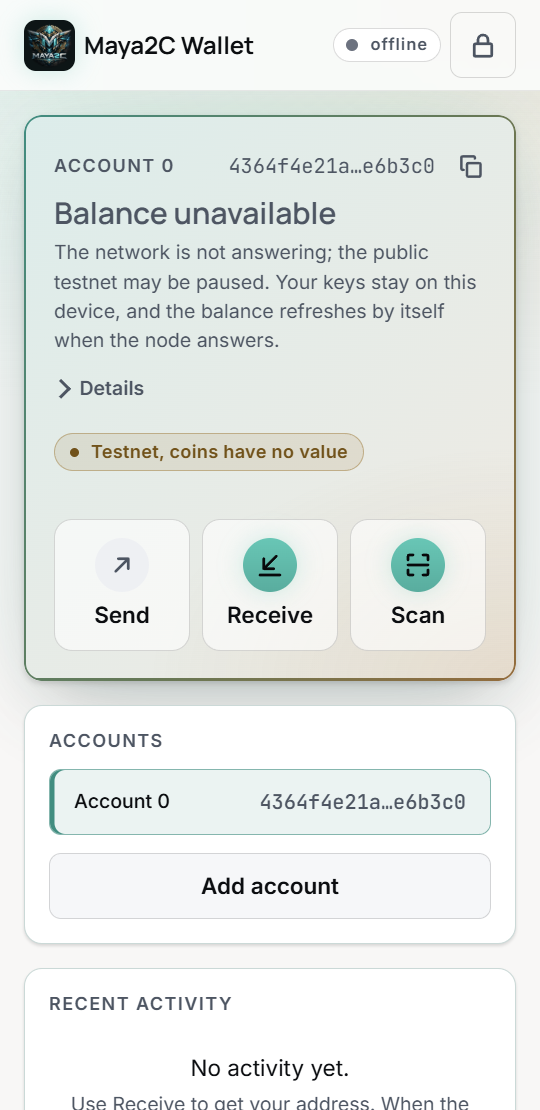 MAYA2C
Maya2C Wallet
offline
ACCOUNT 0
4364f4e21a…e6b3c0
Balance unavailable
The network is not answering; the public
testnet may be paused. Your keys stay on this
device, and the balance refreshes by itself
when the node answers.
Details
Testnet, coins have no value
Send
Receive
Scan
ACCOUNTS
Account 0
4364f4e21a…e6b3c0
Add account
RECENT ACTIVITY
No activity yet.
Use Receive to get your address. When the